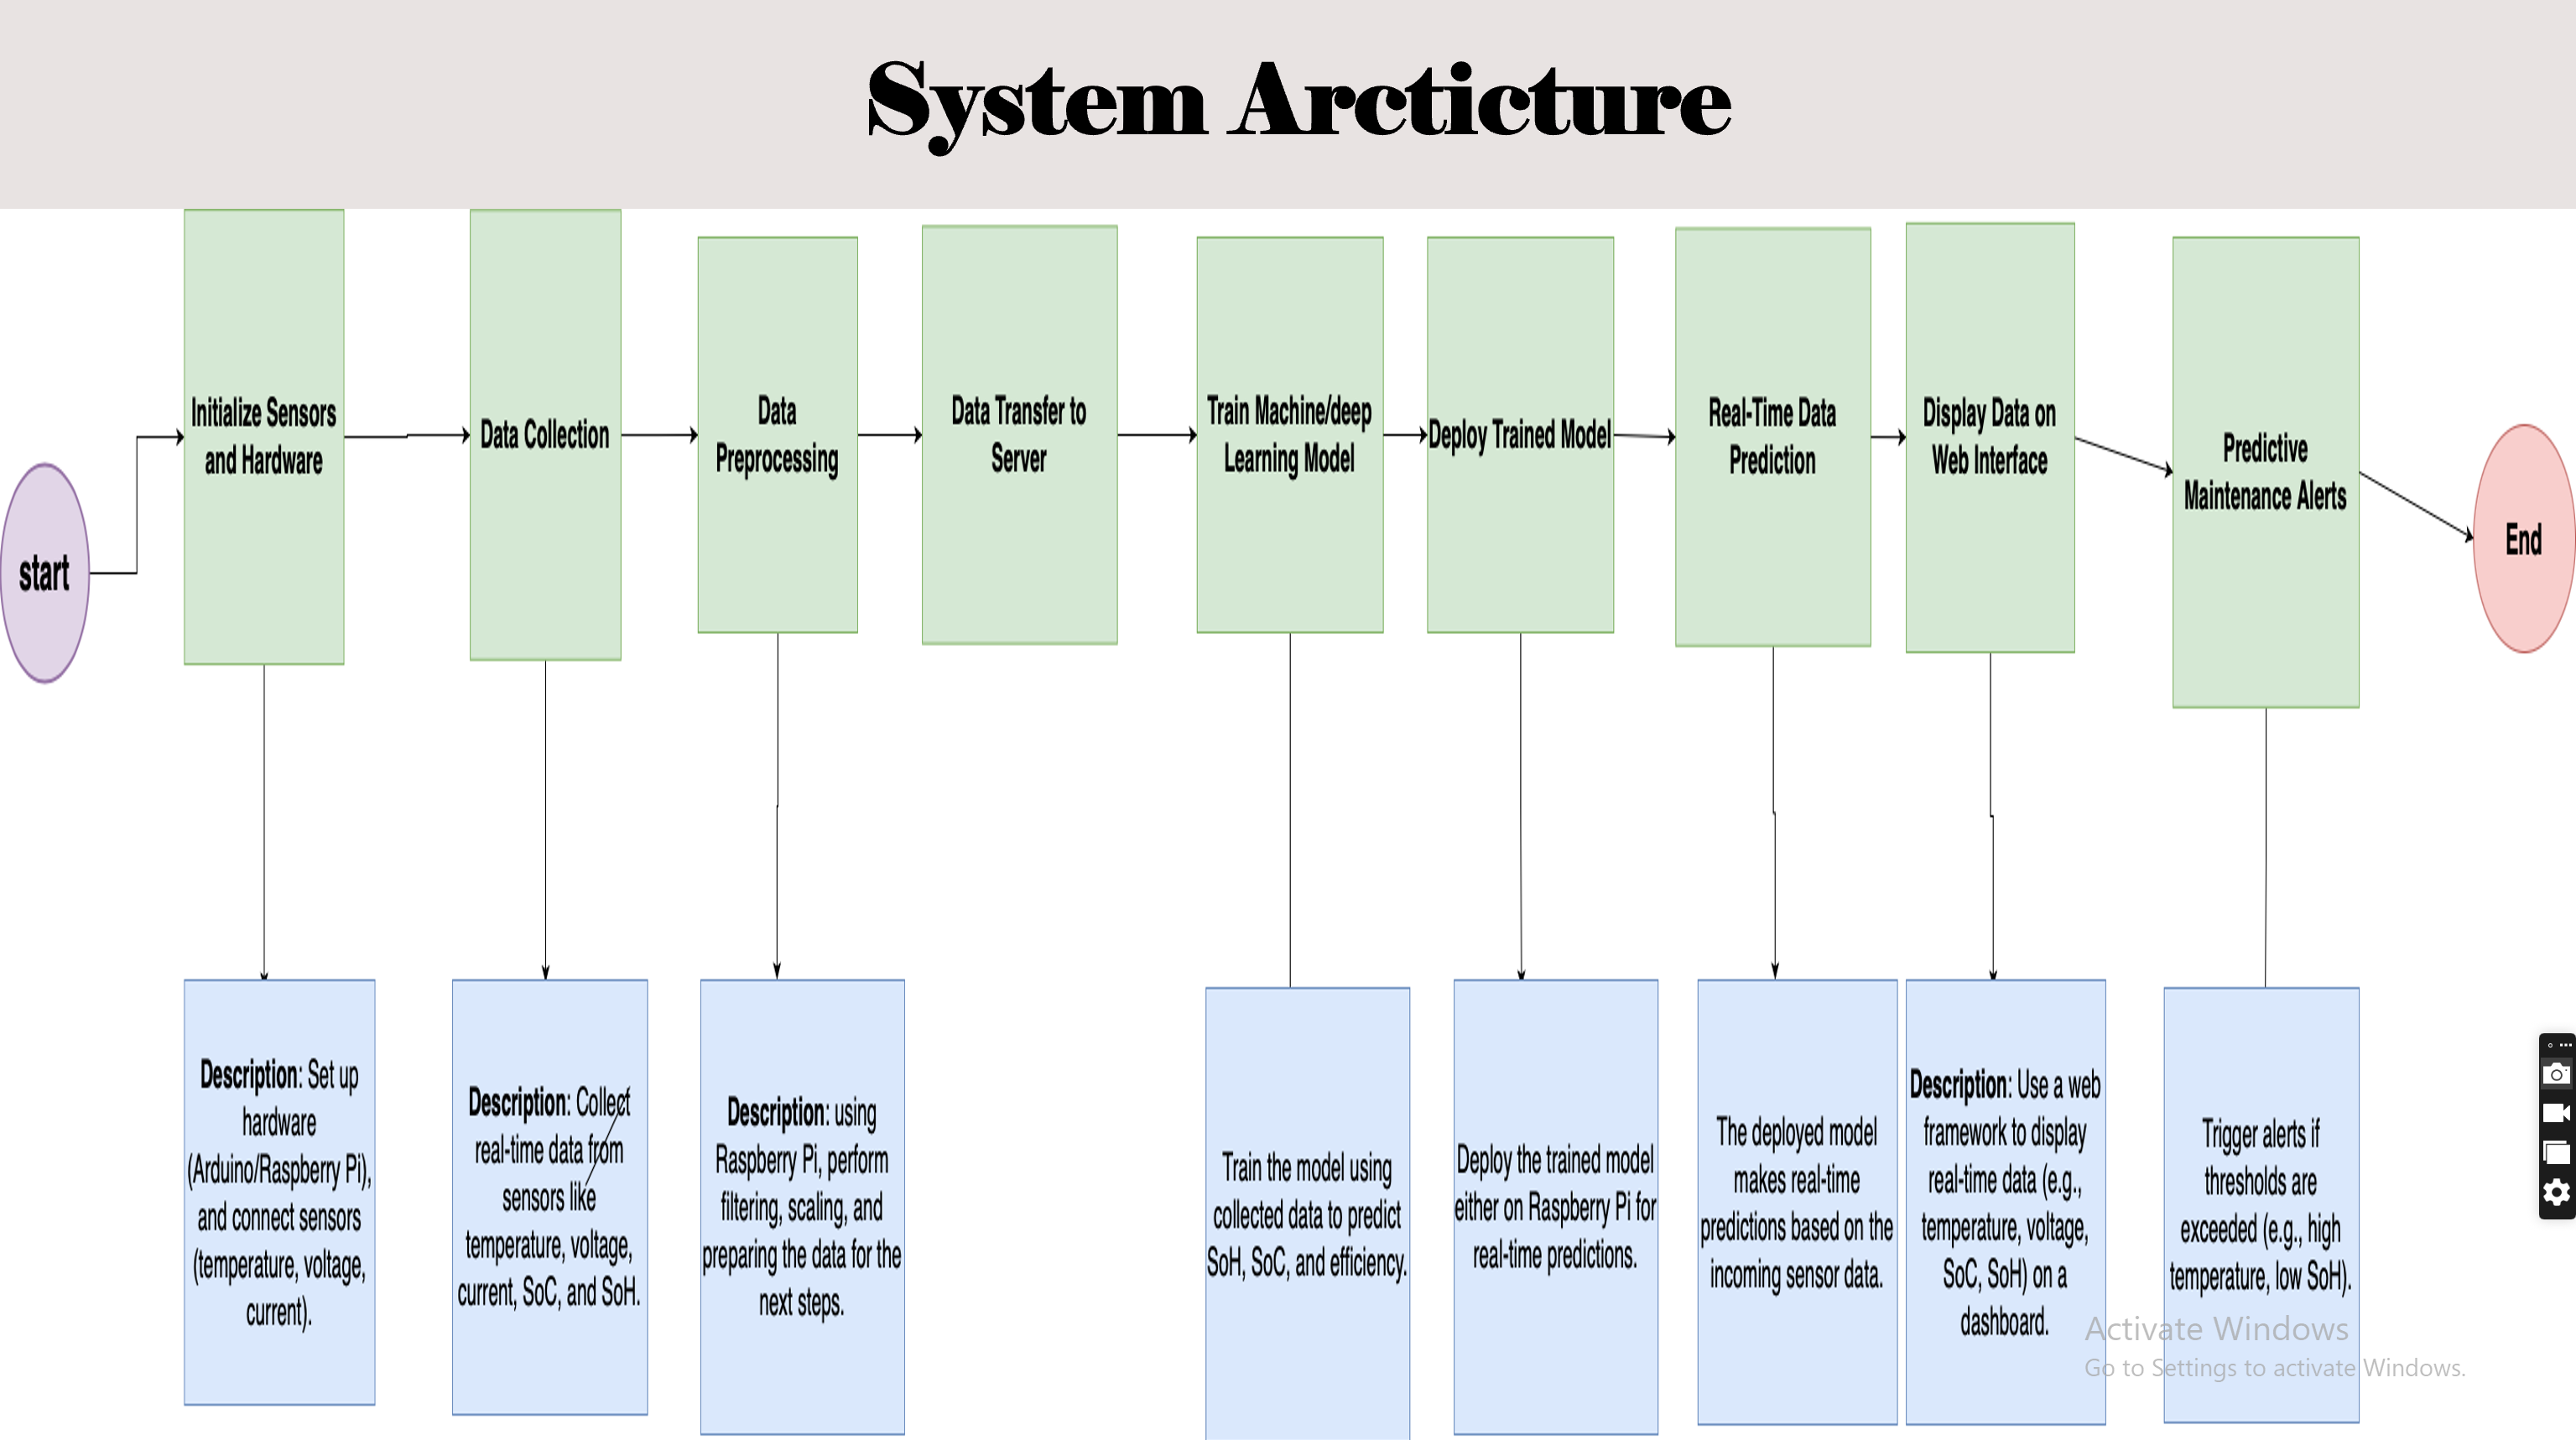 System Arcticture
start
Initialize Sensors
and Hardware
Data Collection
Data
Preprocessing
Data Transfer to
Server
Train Machine/deep
Learning Model
Deploy Trained Model
Real-Time Data
Prediction
Display Data on
Web Interface
Predictive
Maintenance Alerts
End
Description: Set up
hardware
(Arduino/Raspberry Pi),
and connect sensors
(temperature, voltage,
current).
Description: Collect
real-time data from
sensors like
temperature, voltage,
current, SoC, and SoH.
Description: using
Raspberry Pi, perform
filtering, scaling, and
preparing the data for the
next steps.
Train the model using
collected data to predict
SoH, SoC, and efficiency.
Deploy the trained model
either on Raspberry Pi for
real-time predictions.
The deployed model
makes real-time
predictions based on the
incoming sensor data.
Description: Use a web
framework to display
real-time data (e.g.,
temperature, voltage,
SoC, SoH) on a
dashboard.
Trigger alerts if
thresholds are
exceeded (e.g., high
temperature, low SoH).
Activate Windows
Go to Settings to activate Windows.